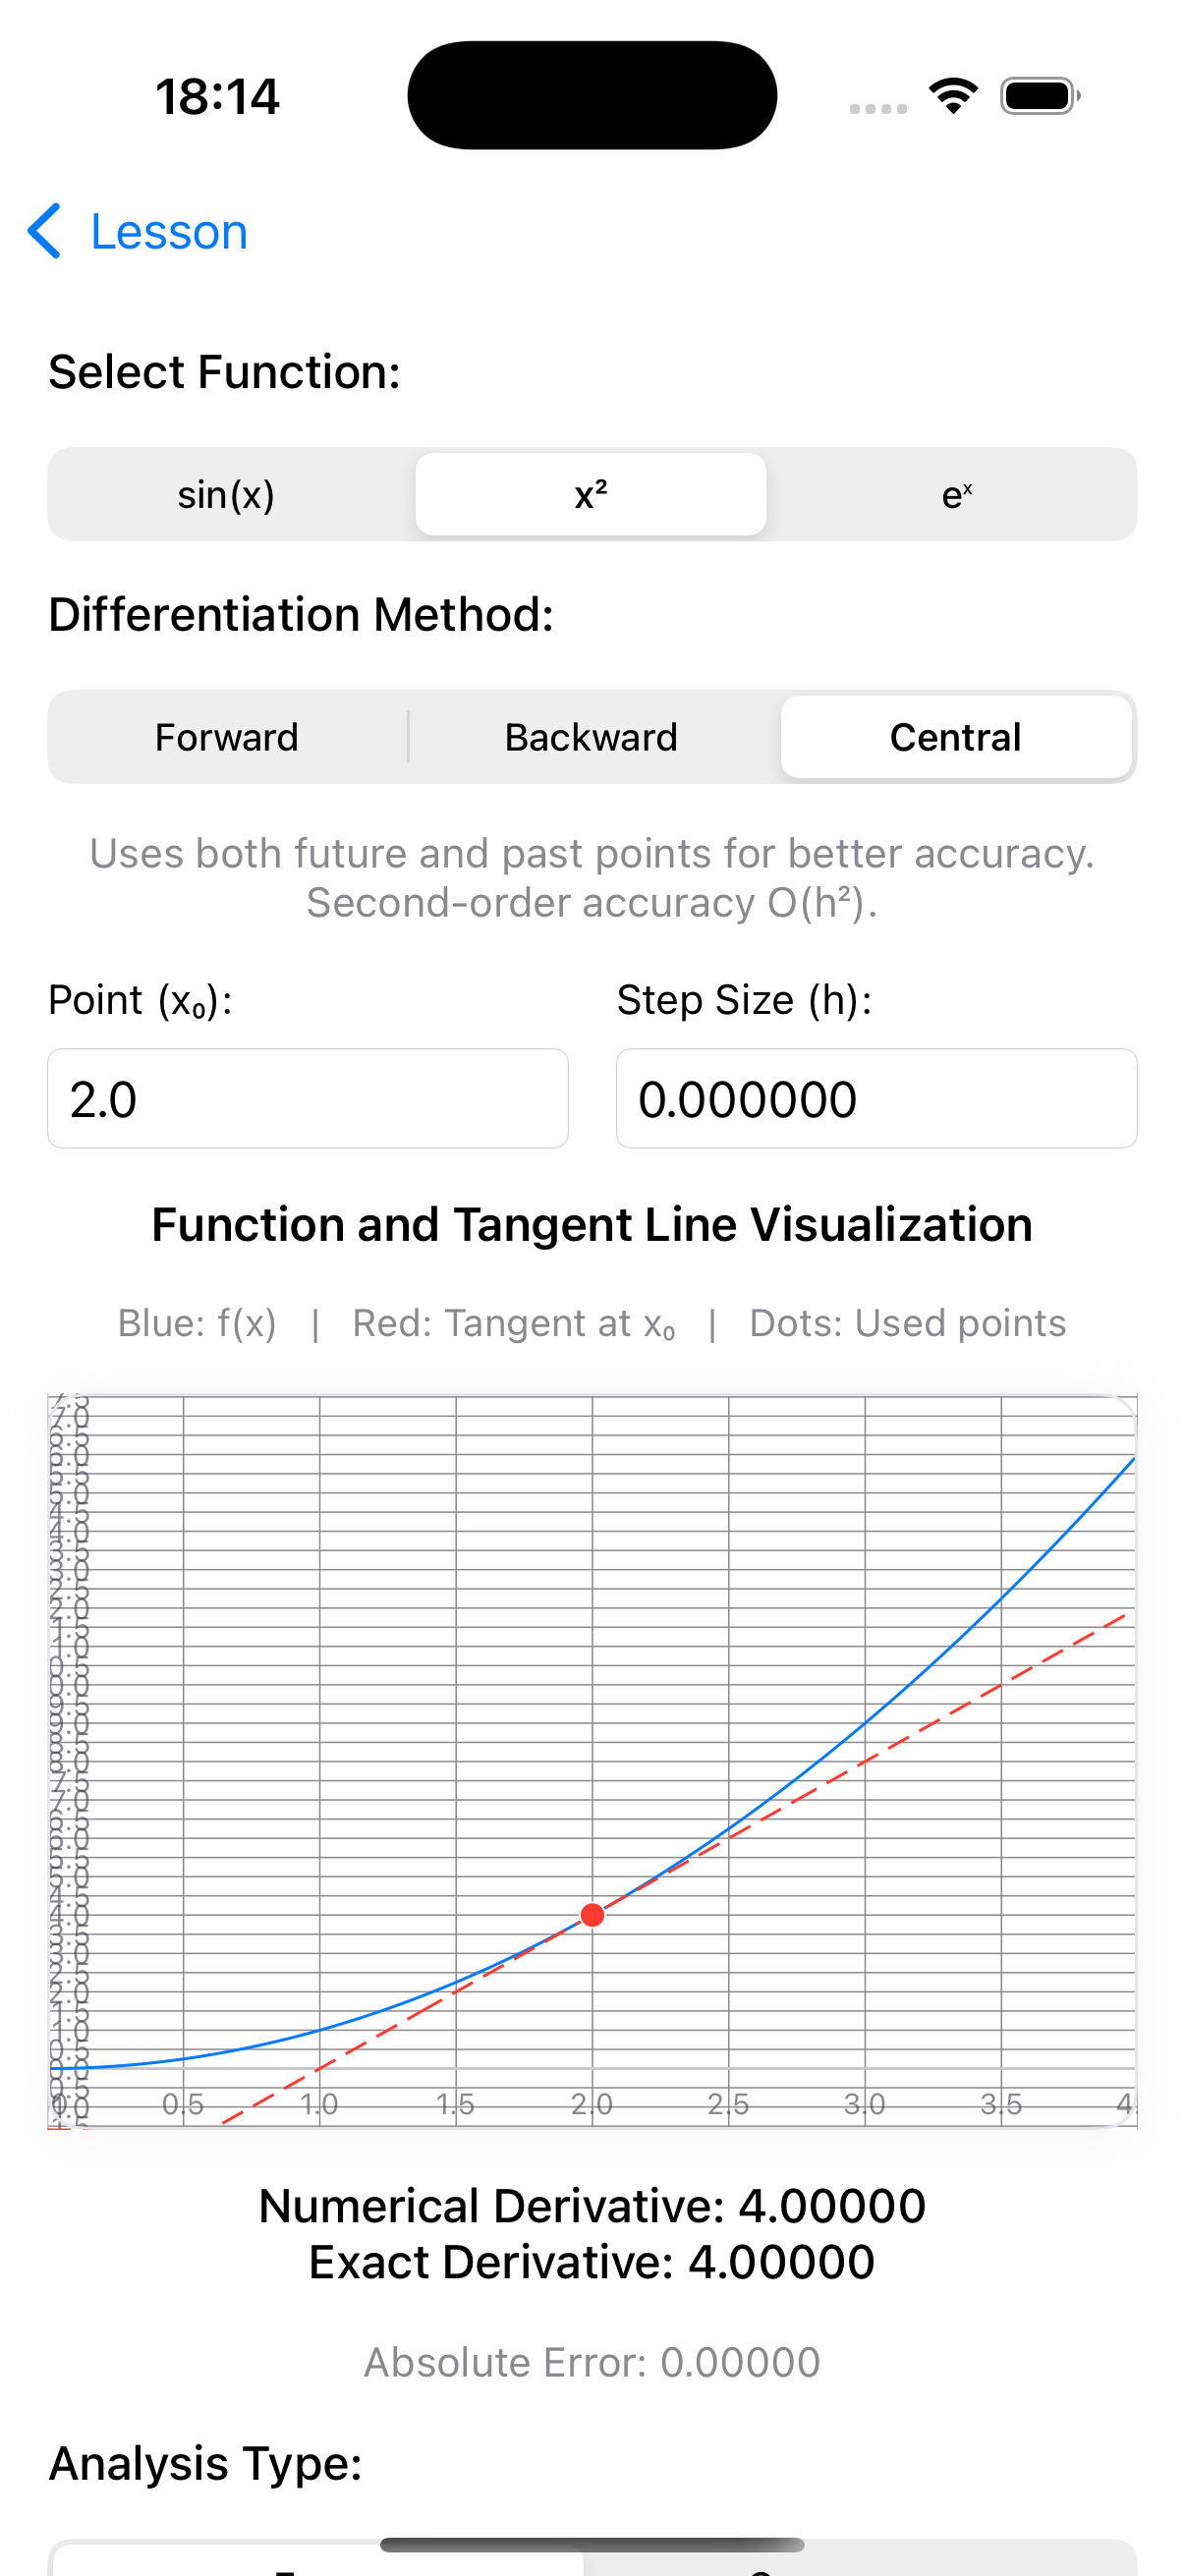 18:14
Lesson
Select Function:
sin(x)
x²
eˣ
Differentiation Method:
Forward
Backward
Central
Uses both future and past points for better accuracy.
Second-order accuracy O(h²).
Point (x₀):
Step Size (h):
2.0
0.000000
Function and Tangent Line Visualization
Blue: f(x) | Red: Tangent at x₀ | Dots: Used points
0.5 1.0 1.5 2.0 2.5 3.0 3.5 4.
Numerical Derivative: 4.00000
Exact Derivative: 4.00000
Absolute Error: 0.00000
Analysis Type: